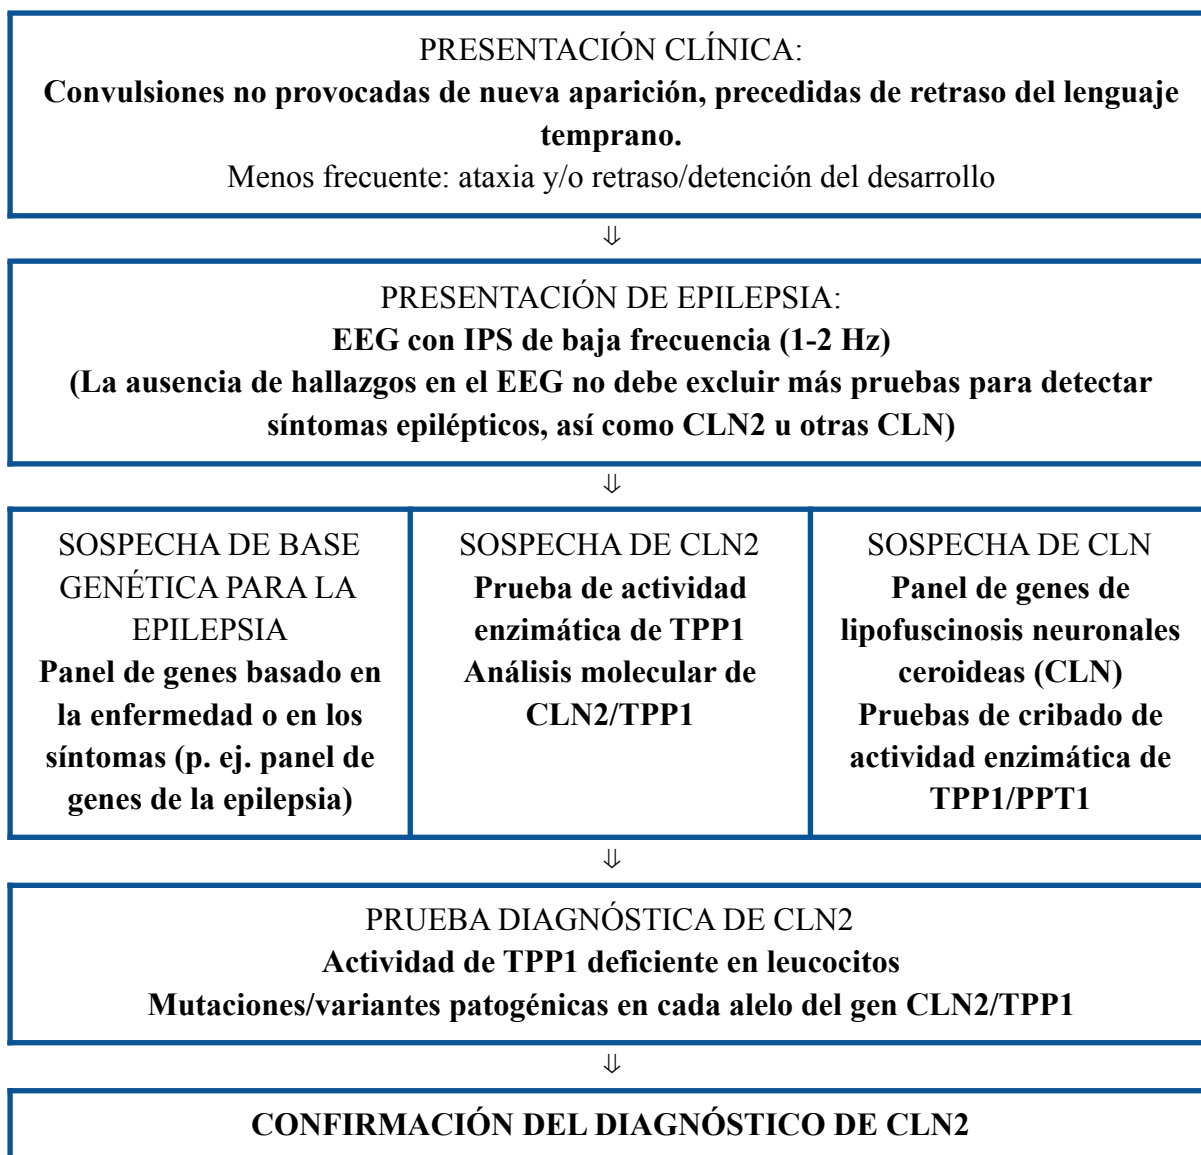 PRESENTACIÓN CLÍNICA:
Convulsiones no provocadas de nueva aparición, precedidas de retraso del lenguaje
temprano.
Menos frecuente: ataxia y/o retraso/detención del desarrollo
⇓
PRESENTACIÓN DE EPILEPSIA:
EEG con IPS de baja frecuencia (1-2 Hz)
(La ausencia de hallazgos en el EEG no debe excluir más pruebas para detectar
síntomas epilépticos, así como CLN2 u otras CLN)
⇓
SOSPECHA DE BASE
GENÉTICA PARA LA
EPILEPSIA
Panel de genes basado en
la enfermedad o en los
síntomas (p. ej. panel de
genes de la epilepsia)
SOSPECHA DE CLN2
Prueba de actividad
enzimática de TPP1
Análisis molecular de
CLN2/TPP1
SOSPECHA DE CLN
Panel de genes de
lipofuscinosis neuronales
ceroideas (CLN)
Pruebas de cribado de
actividad enzimática de
TPP1/PPT1
⇓
PRUEBA DIAGNÓSTICA DE CLN2
Actividad de TPP1 deficiente en leucocitos
Mutaciones/variantes patogénicas en cada alelo del gen CLN2/TPP1
⇓
CONFIRMACIÓN DEL DIAGNÓSTICO DE CLN2